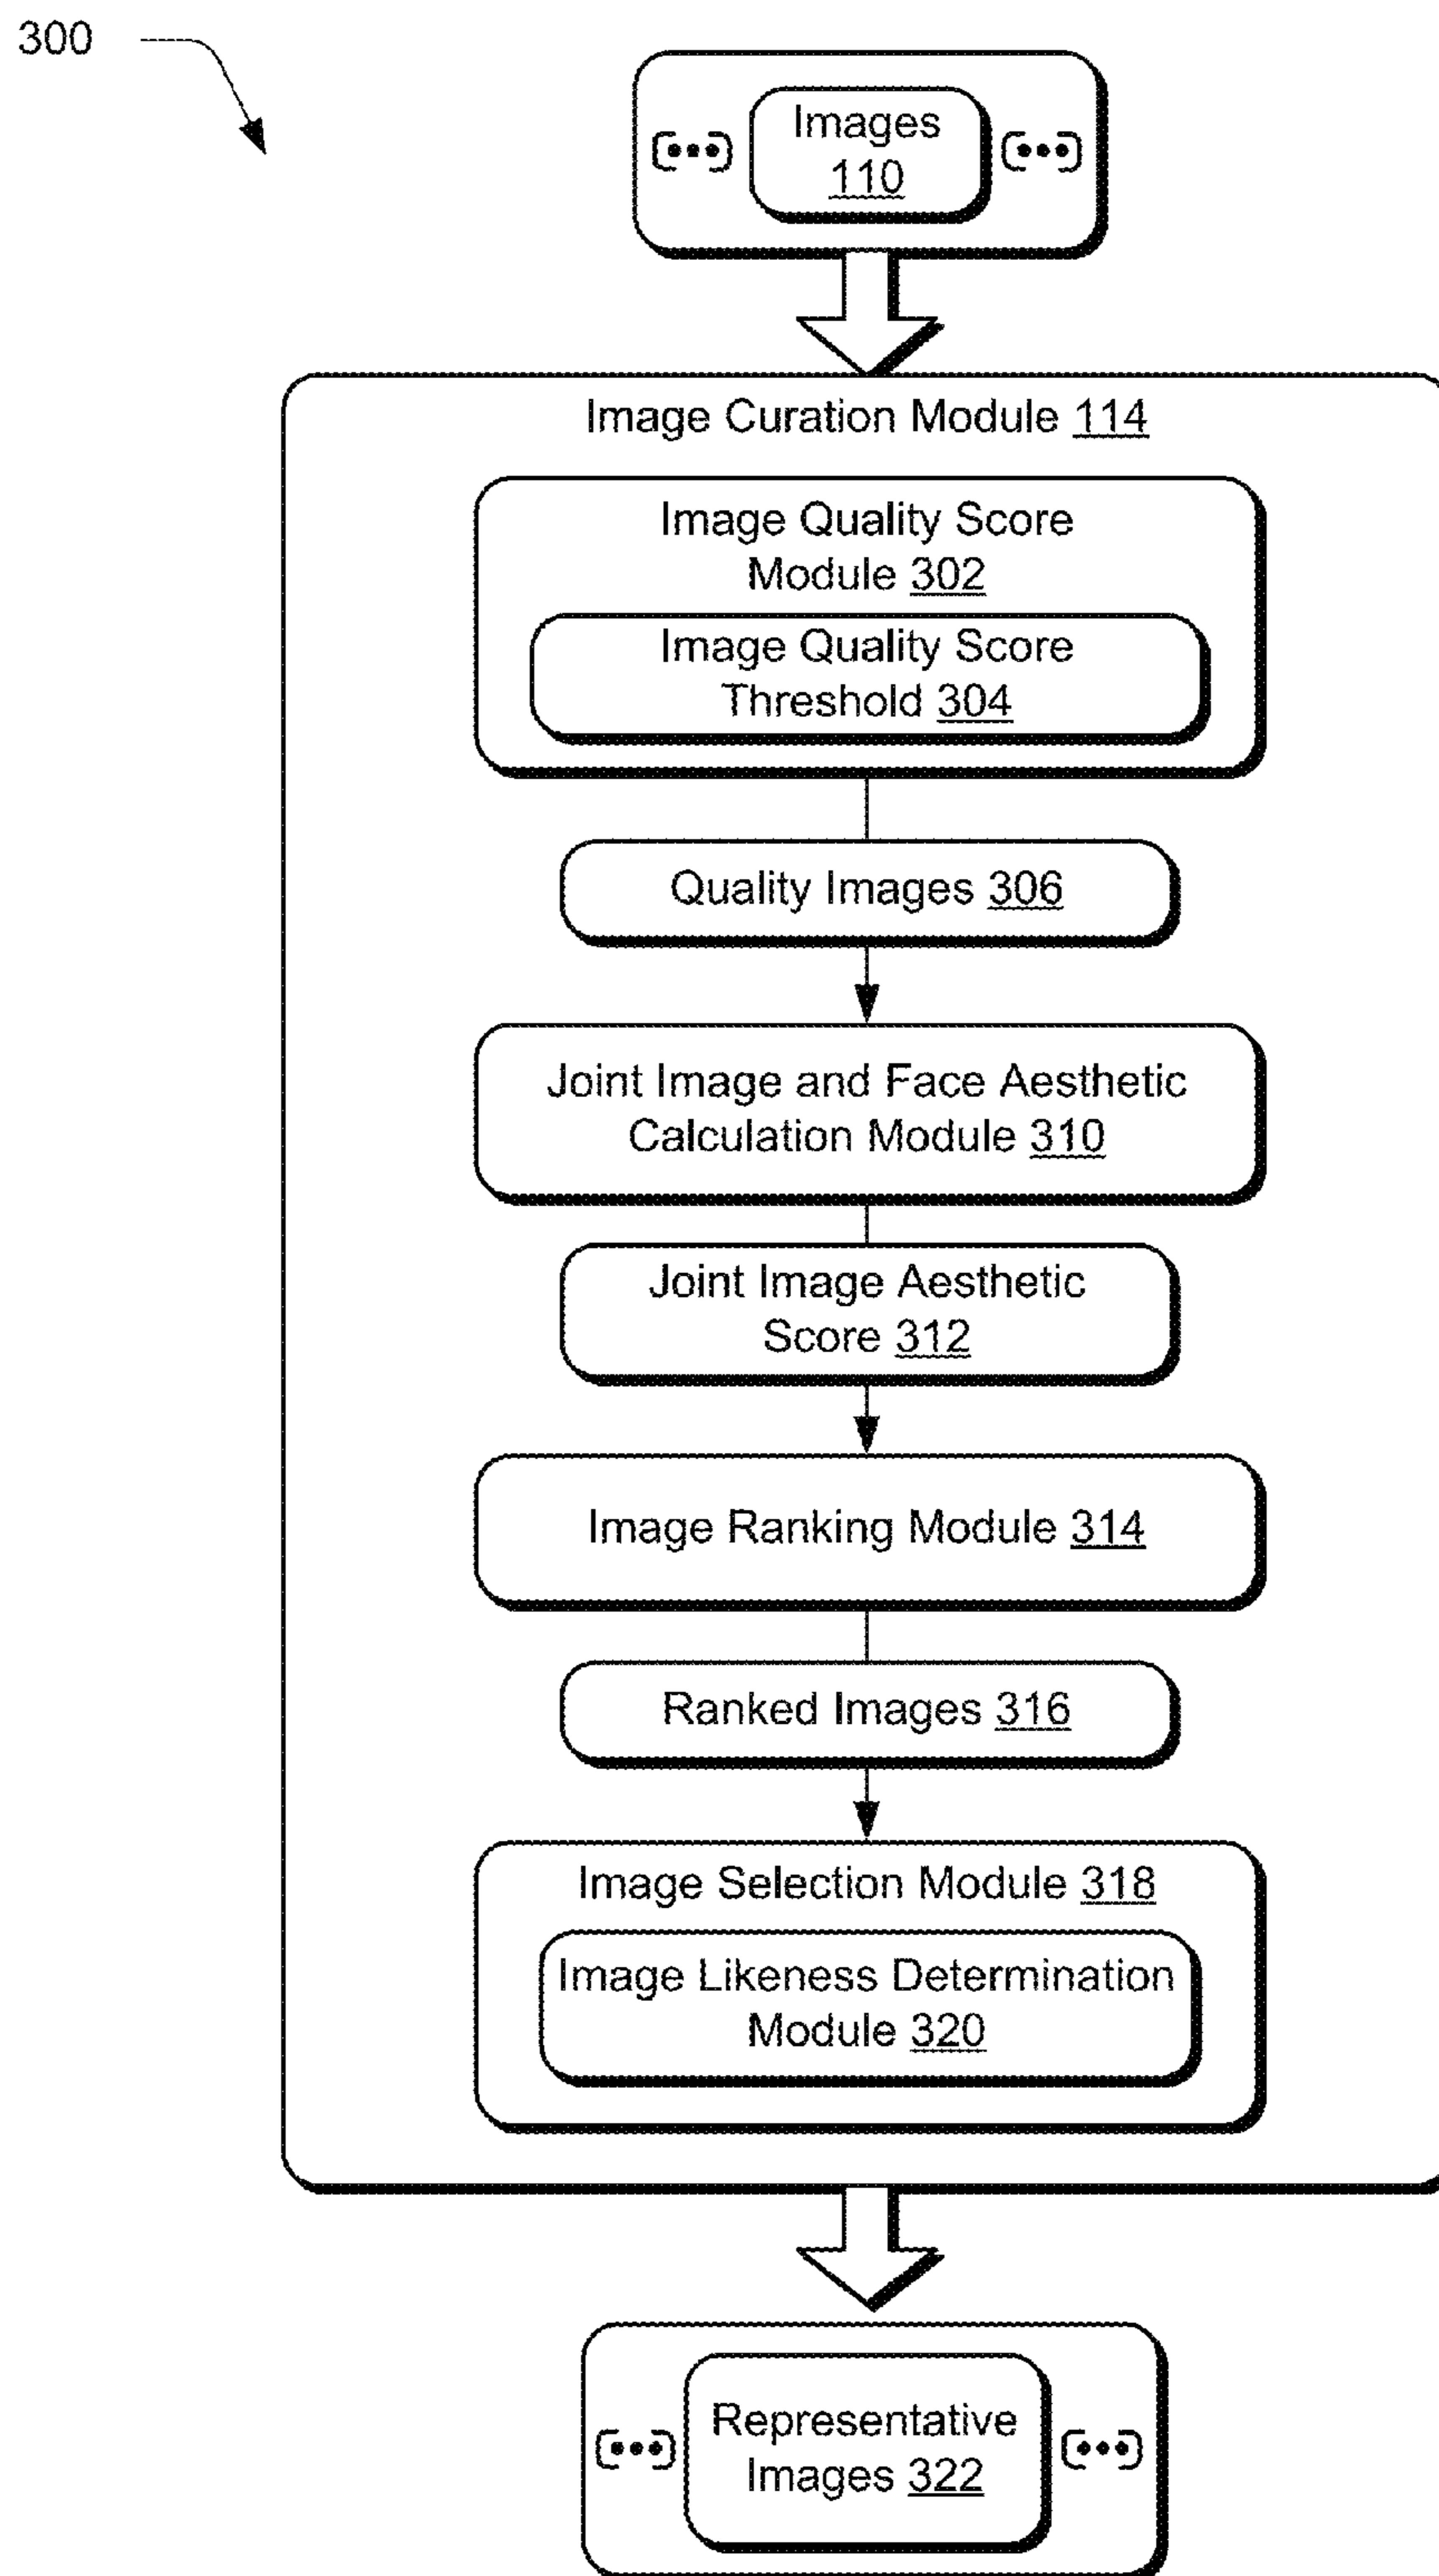 300
Images
110
Image Curation Module 114
Image Quality Score
Module 302
Image Quality Score
Threshold 304
Quality Images 306
Joint Image and Face Aesthetic
Calculation Module 310
Joint Image Aesthetic
Score 312
Image Ranking Module 314
Ranked Images 316
Image Selection Module 318
Image Likeness Determination
Module 320
Representative
Images 322